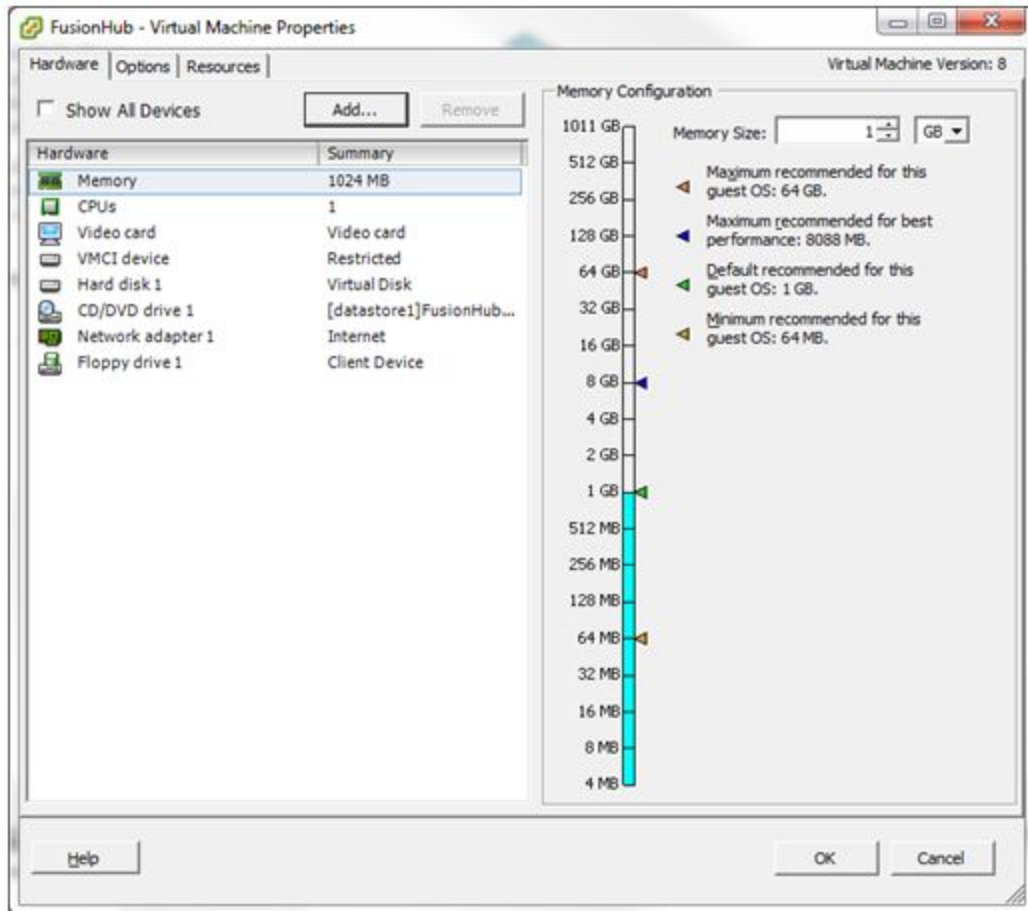 FusionHub - Virtual Machine Properties
Hardware Options Resources
Virtual Machine Version: 8
Show All Devices
Add...
Remove
Hardware Summary
Memory 1024 MB
CPUs 1
Video card Video card
VMCI device Restricted
Hard disk 1 Virtual Disk
CD/DVD drive 1 [datastore1]FusionHub...
Network adapter 1 Internet
Floppy drive 1 Client Device
Memory Configuration
1011 GB
512 GB
256 GB
128 GB
64 GB
32 GB
16 GB
8 GB
4 GB
2 GB
1 GB
512 MB
256 MB
128 MB
64 MB
32 MB
16 MB
8 MB
4 MB
Memory Size: 1 GB
Maximum recommended for this
guest OS: 64 GB.
Maximum recommended for best
performance: 8088 MB.
Default recommended for this
guest OS: 1 GB.
Minimum recommended for this
guest OS: 64 MB.
Help
OK
Cancel